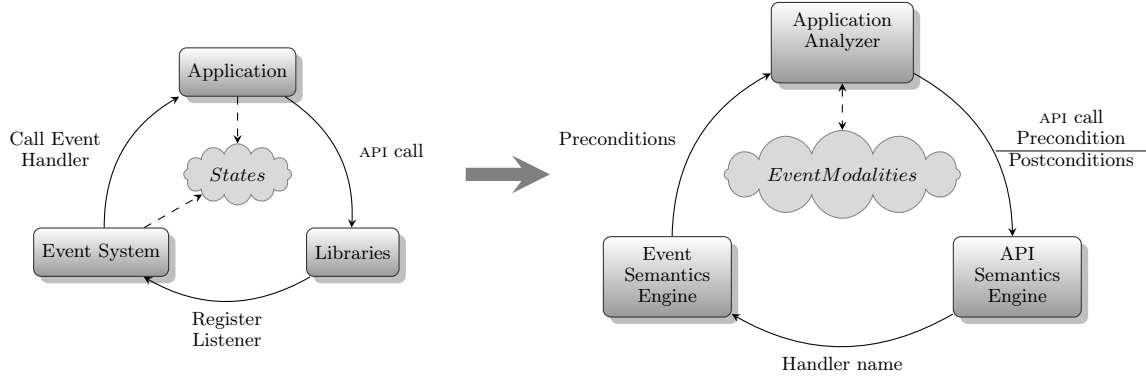 Application
Call Event
Handler
API call
States
Event System
Libraries
Register
Listener
Application
Analyzer
Preconditions
API call
Precondition
Postconditions
EventModalities
Event
Semantics
Engine
API
Semantics
Engine
Handler name